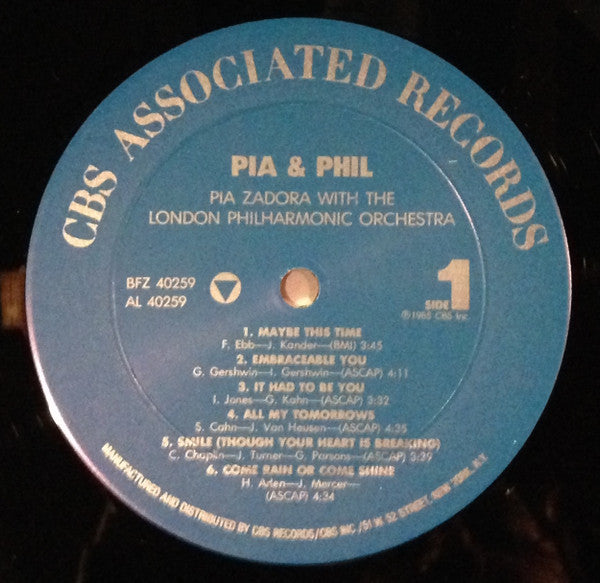 CBS ASSOCIATED RECORDS
PIA & PHIL
PIA ZADORA WITH THE
LONDON PHILHARMONIC ORCHESTRA
BFZ 40259
AL 40259
SIDE 1
℗1985 CBS Inc.
1. MAYBE THIS TIME
F. Ebb—J. Kander—(BMI) 3:45
2. EMBRACEABLE YOU
G. Gershwin—I. Gershwin—(ASCAP) 4:11
3. IT HAD TO BE YOU
I. Jones—G. Kahn—(ASCAP) 3:32
4. ALL MY TOMORROWS
S. Cahn—J. Van Heusen—(ASCAP) 4:35
5. SMILE (THOUGH YOUR HEART IS BREAKING)
C. Chaplin—J. Turner—G. Parsons—(ASCAP) 3:39
6. COME RAIN OR COME SHINE
H. Arlen—J. Mercer—
(ASCAP) 4:34
MANUFACTURED AND DISTRIBUTED BY CBS RECORDS/CBS INC./51 W. 52 STREET, NEW YORK, N.Y.